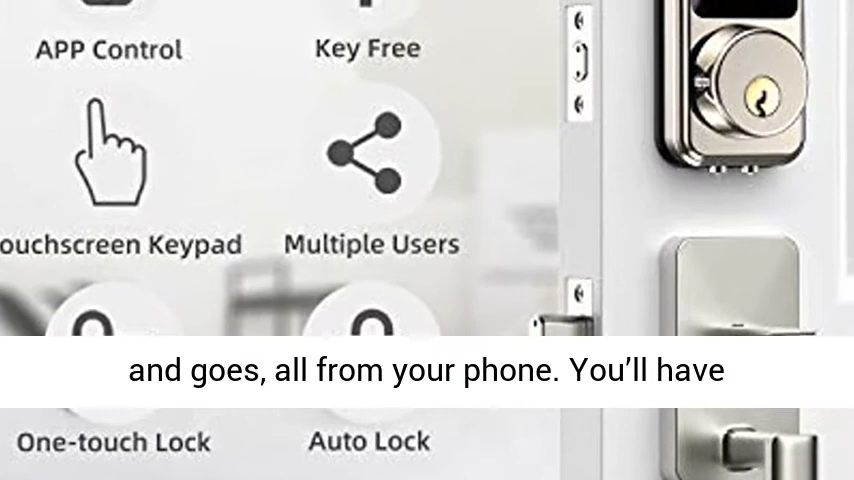 APP Control
Key Free
ouchscreen Keypad
Multiple Users
and goes, all from your phone. You’ll have
One-touch Lock
Auto Lock